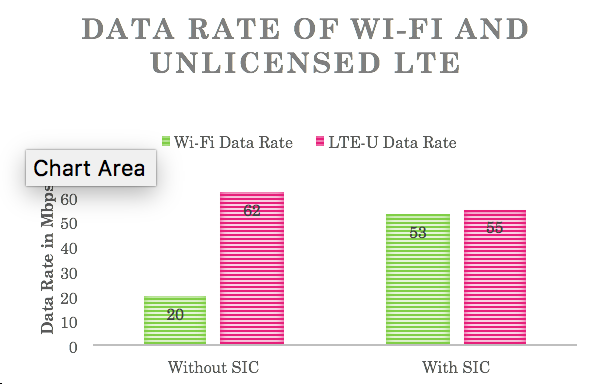 DATA RATE OF WI-FI AND
UNLICENSED LTE
Wi-Fi Data Rate LTE-U Data Rate
Chart Area
Data Rate in Mbps
60
50
40
30
20
10
0
20
62
53
55
Without SIC With SIC